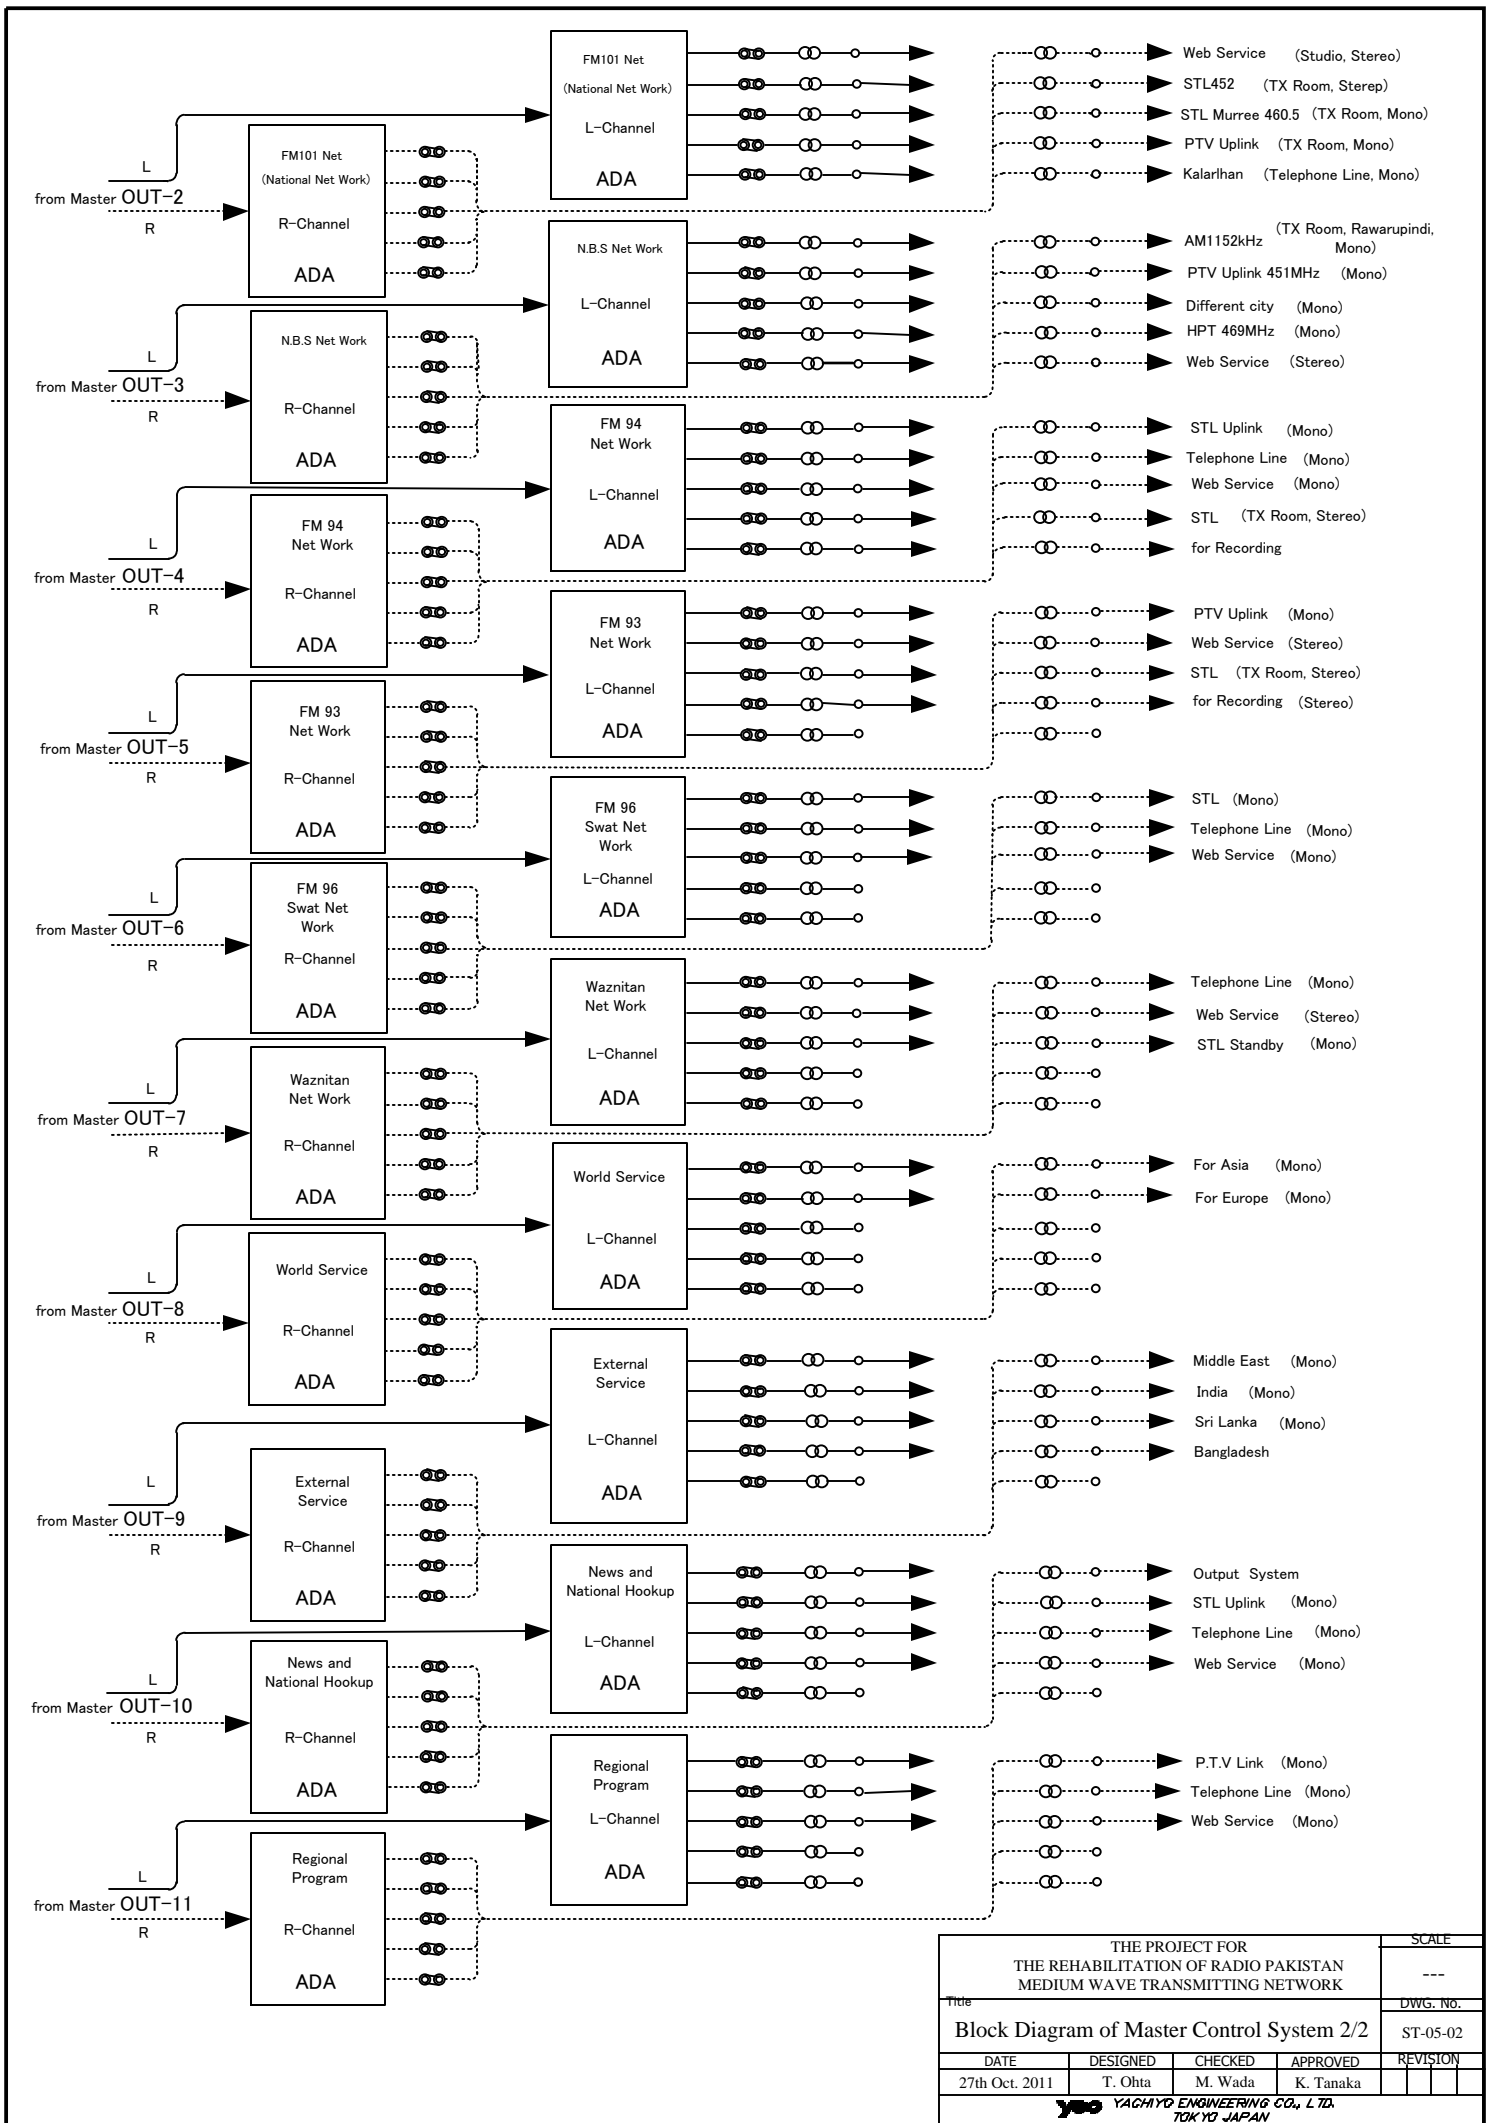 FM101 Net
(National Net Work)
L-Channel
ADA
Web Service (Studio, Stereo)
STL452 (TX Room, Sterep)
STL Murree 460.5 (TX Room, Mono)
PTV Uplink (TX Room, Mono)
Kalarlhan (Telephone Line, Mono)
L
from Master OUT-2
R
FM101 Net
(National Net Work)
R-Channel
ADA
N.B.S Net Work
L-Channel
ADA
AM1152kHz (TX Room, Rawarupindi,
Mono)
PTV Uplink 451MHz (Mono)
Different city (Mono)
HPT 469MHz (Mono)
Web Service (Stereo)
L
from Master OUT-3
R
N.B.S Net Work
R-Channel
ADA
FM 94
Net Work
L-Channel
ADA
STL Uplink (Mono)
Telephone Line (Mono)
Web Service (Mono)
STL (TX Room, Stereo)
for Recording
L
from Master OUT-4
R
FM 94
Net Work
R-Channel
ADA
FM 93
Net Work
L-Channel
ADA
PTV Uplink (Mono)
Web Service (Stereo)
STL (TX Room, Stereo)
for Recording (Stereo)
L
from Master OUT-5
R
FM 93
Net Work
R-Channel
ADA
FM 96
Swat Net
Work
L-Channel
ADA
STL (Mono)
Telephone Line (Mono)
Web Service (Mono)
L
from Master OUT-6
R
FM 96
Swat Net
Work
R-Channel
ADA
Waznitan
Net Work
L-Channel
ADA
Telephone Line (Mono)
Web Service (Stereo)
STL Standby (Mono)
L
from Master OUT-7
R
Waznitan
Net Work
R-Channel
ADA
World Service
L-Channel
ADA
For Asia (Mono)
For Europe (Mono)
L
from Master OUT-8
R
World Service
R-Channel
ADA
External
Service
L-Channel
ADA
Middle East (Mono)
India (Mono)
Sri Lanka (Mono)
Bangladesh
L
from Master OUT-9
R
External
Service
R-Channel
ADA
News and
National Hookup
L-Channel
ADA
Output System
STL Uplink (Mono)
Telephone Line (Mono)
Web Service (Mono)
L
from Master OUT-10
R
News and
National Hookup
R-Channel
ADA
Regional
Program
L-Channel
ADA
P.T.V Link (Mono)
Telephone Line (Mono)
Web Service (Mono)
L
from Master OUT-11
R
Regional
Program
R-Channel
ADA
THE PROJECT FOR
THE REHABILITATION OF RADIO PAKISTAN
MEDIUM WAVE TRANSMITTING NETWORK
SCALE
---
Title
Block Diagram of Master Control System 2/2
DWG. No.
ST-05-02
DATE DESIGNED CHECKED APPROVED REVISION
27th Oct. 2011 T. Ohta M. Wada K. Tanaka
yec YACHIYO ENGINEERING CO., LTD.
TOKYO JAPAN